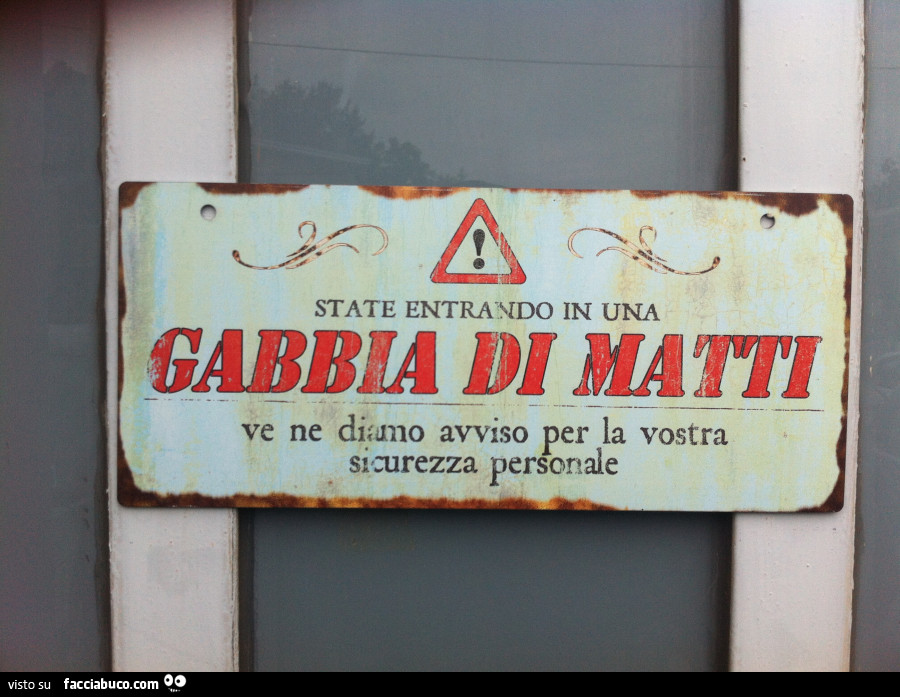 STATE ENTRANDO IN UNA
GABBIA DI MATTI
ve ne diamo avviso per la vostra
sicurezza personale
visto su facciabuco.com